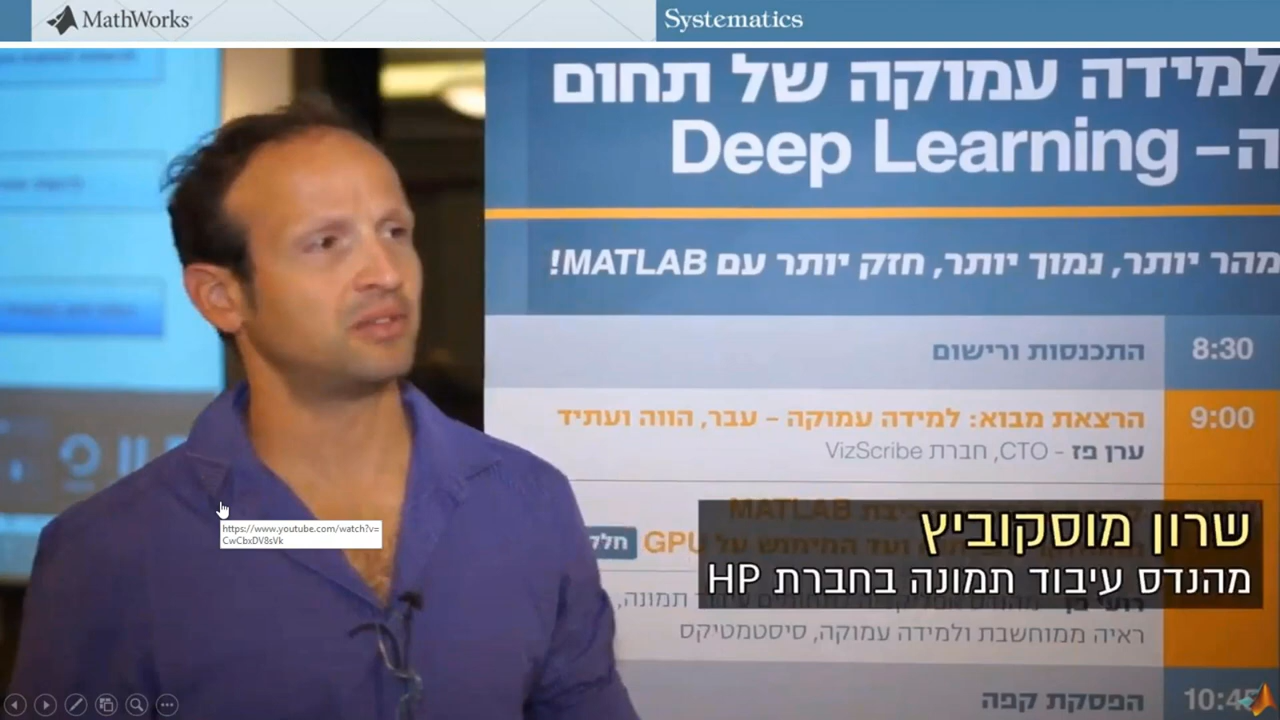 MathWorks
Systematics
למידה עמוקה של תחום
ה- Deep Learning
מהר יותר, נמוך יותר, חזק יותר עם MATLAB!
8:30 התכנסות ורישום
9:00 הרצאת מבוא: למידה עמוקה – עבר, הווה ועתיד
ערן פז - CTO, חברת VizScribe
MATLAB
GPU
שרון מוסקוביץ
מהנדס עיבוד תמונה בחברת HP
תמונה,
ראיה ממוחשבת ולמידה עמוקה, סיסטמטיקס
הפסקת קפה
https://www.youtube.com/watch?v=
CwCbxDV8sVk